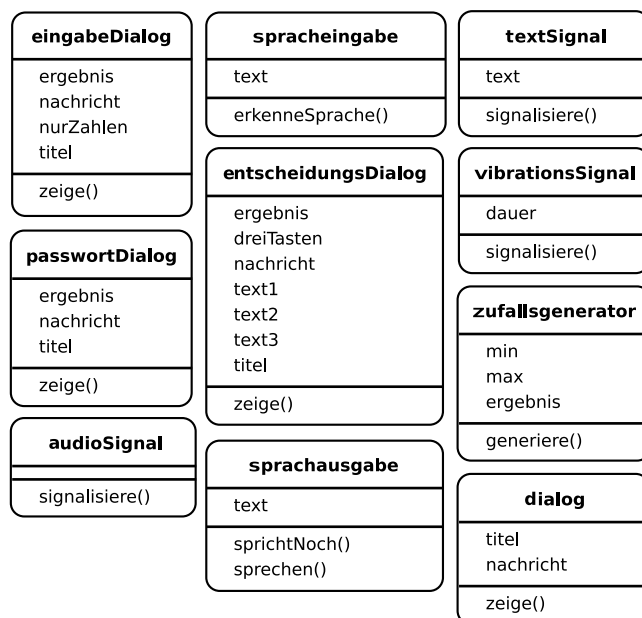 eingabeDialog
ergebnis
nachricht
nurZahlen
titel
zeige()
passwortDialog
ergebnis
nachricht
titel
zeige()
audioSignal
signalisiere()
spracheingabe
text
erkenneSprache()
entscheidungsDialog
ergebnis
dreiTasten
nachricht
text1
text2
text3
titel
zeige()
sprachausgabe
text
sprichtNoch()
sprechen()
textSignal
text
signalisiere()
vibrationsSignal
dauer
signalisiere()
zufallsgenerator
min
max
ergebnis
generiere()
dialog
titel
nachricht
zeige()